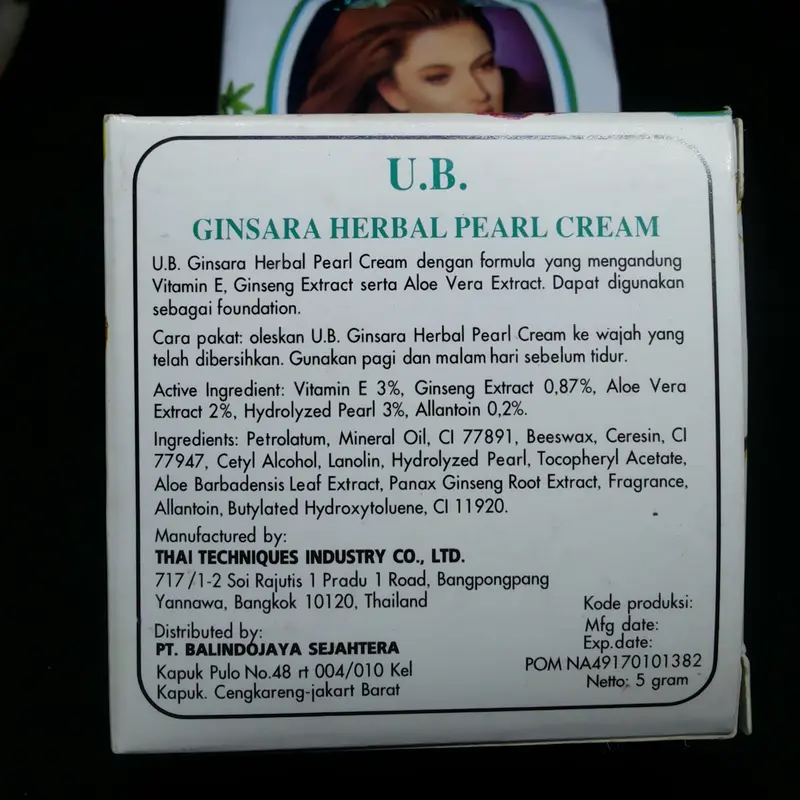 U.B.
GINSARA HERBAL PEARL CREAM
U.B. Ginsara Herbal Pearl Cream dengan formula yang mengandung
Vitamin E, Ginseng Extract serta Aloe Vera Extract. Dapat digunakan
sebagai foundation.
Cara pakat: oleskan U.B. Ginsara Herbal Pearl Cream ke wajah yang
telah dibersihkan. Gunakan pagi dan malam hari sebelum tidur.
Active Ingredient: Vitamin E 3%, Ginseng Extract 0,87%, Aloe Vera
Extract 2%, Hydrolyzed Pearl 3%, Allantoin 0,2%.
Ingredients: Petrolatum, Mineral Oil, CI 77891, Beeswax, Ceresin, CI
77947, Cetyl Alcohol, Lanolin, Hydrolyzed Pearl, Tocopheryl Acetate,
Aloe Barbadensis Leaf Extract, Panax Ginseng Root Extract, Fragrance,
Allantoin, Butylated Hydroxytoluene, CI 11920.
Manufactured by:
THAI TECHNIQUES INDUSTRY CO., LTD.
717/1-2 Soi Rajutis 1 Pradu 1 Road, Bangpongpang
Yannawa, Bangkok 10120, Thailand
Distributed by:
PT. BALINDOJAYA SEJAHTERA
Kapuk Pulo No.48 rt 004/010 Kel
Kapuk. Cengkareng-jakart Barat
Kode produksi:
Mfg date:
Exp.date:
POM NA49170101382
Netto: 5 gram